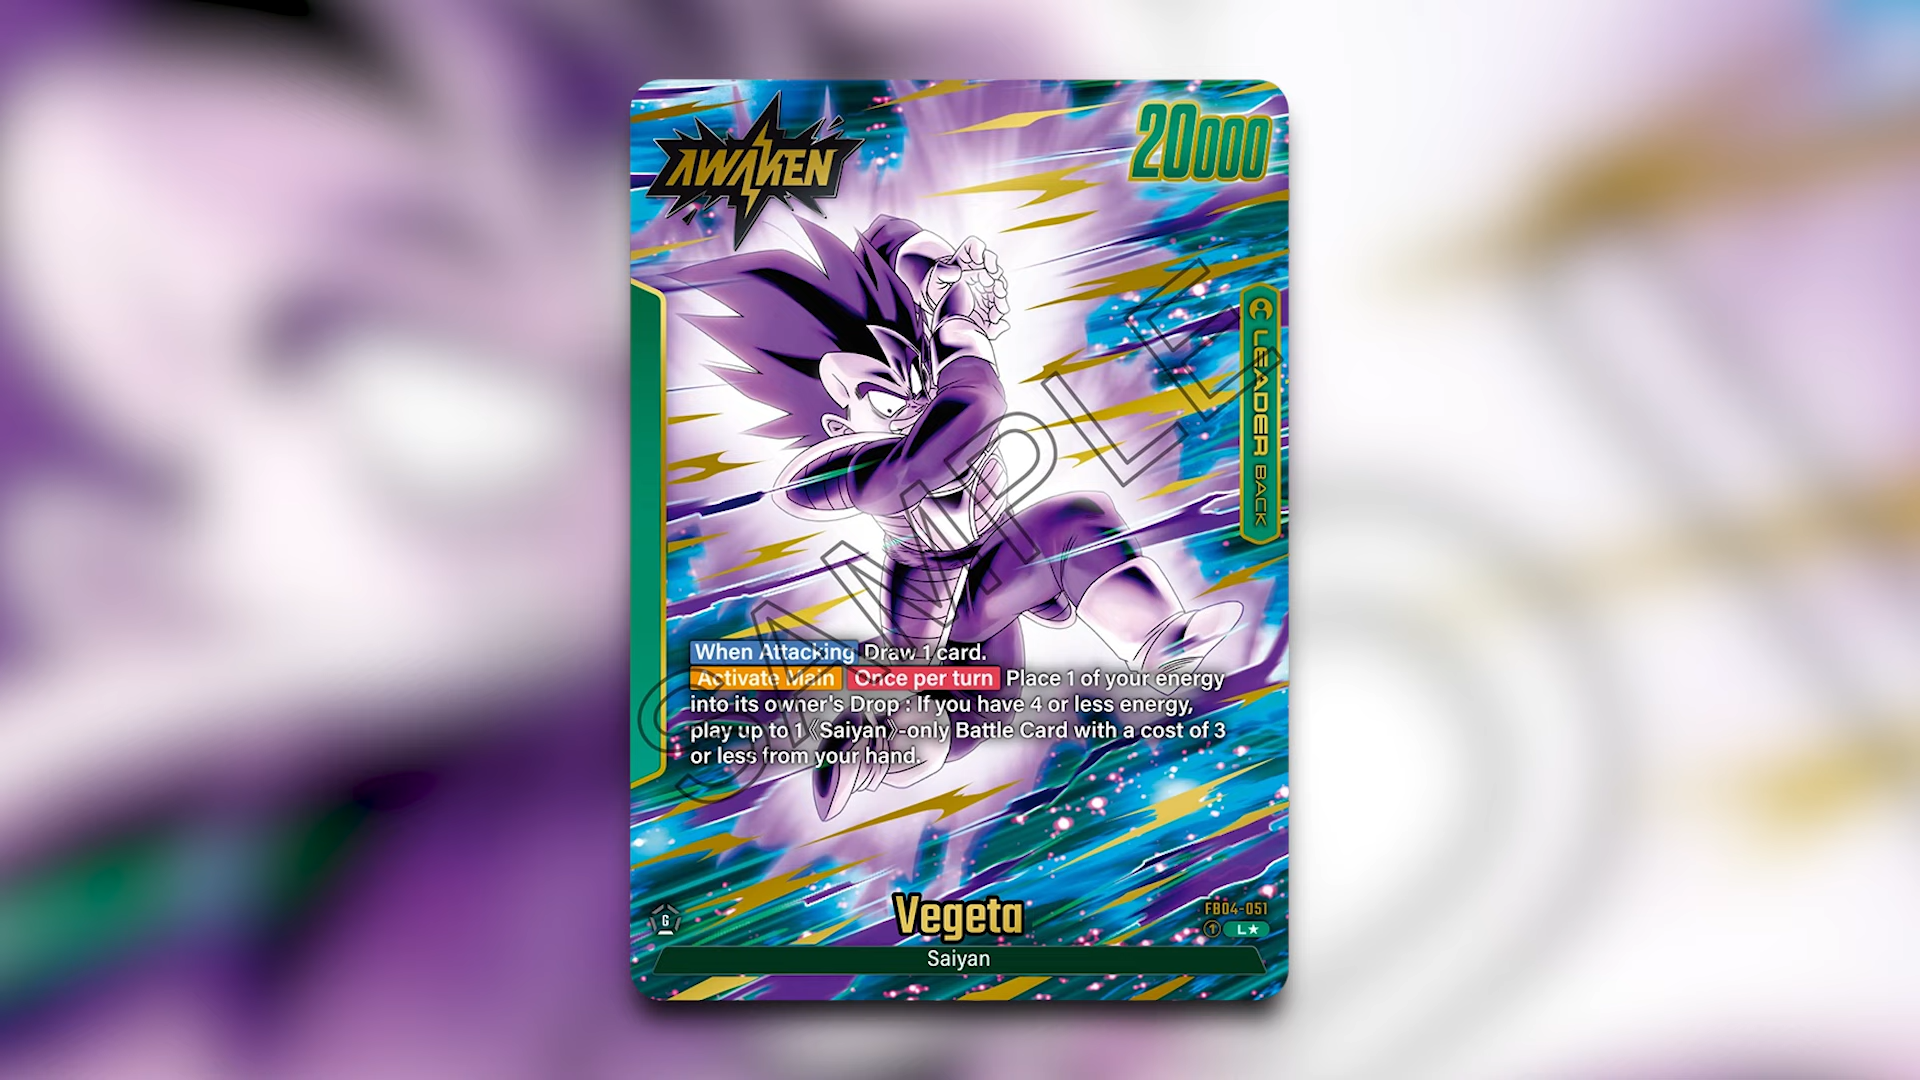 AWAKEN
20000
LEADER BACK
SAMPLE
When Attacking Draw 1 card.
Activate Main Once per turn Place 1 of your energy
into its owner's Drop : If you have 4 or less energy,
play up to 1《Saiyan》-only Battle Card with a cost of 3
or less from your hand.
G
Vegeta
FB04-051
1 L★
Saiyan